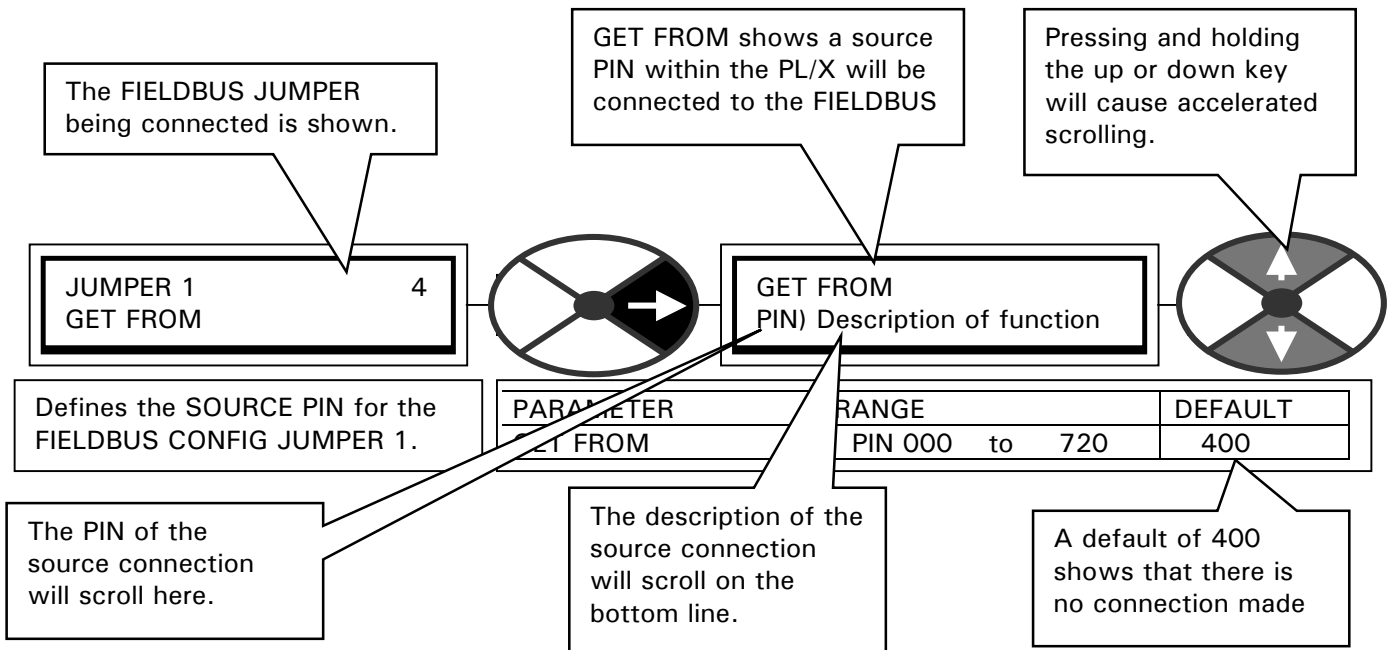 The FIELDBUS JUMPER
being connected is shown.
GET FROM shows a source
PIN within the PL/X will be
connected to the FIELDBUS
Pressing and holding
the up or down key
will cause accelerated
scrolling.
JUMPER 1 4
GET FROM
GET FROM
PIN) Description of function
Defines the SOURCE PIN for the
FIELDBUS CONFIG JUMPER 1.
PARAMETER RANGE DEFAULT
GET FROM PIN 000 to 720 400
The PIN of the
source connection
will scroll here.
The description of the
source connection
will scroll on the
bottom line.
A default of 400
shows that there is
no connection made